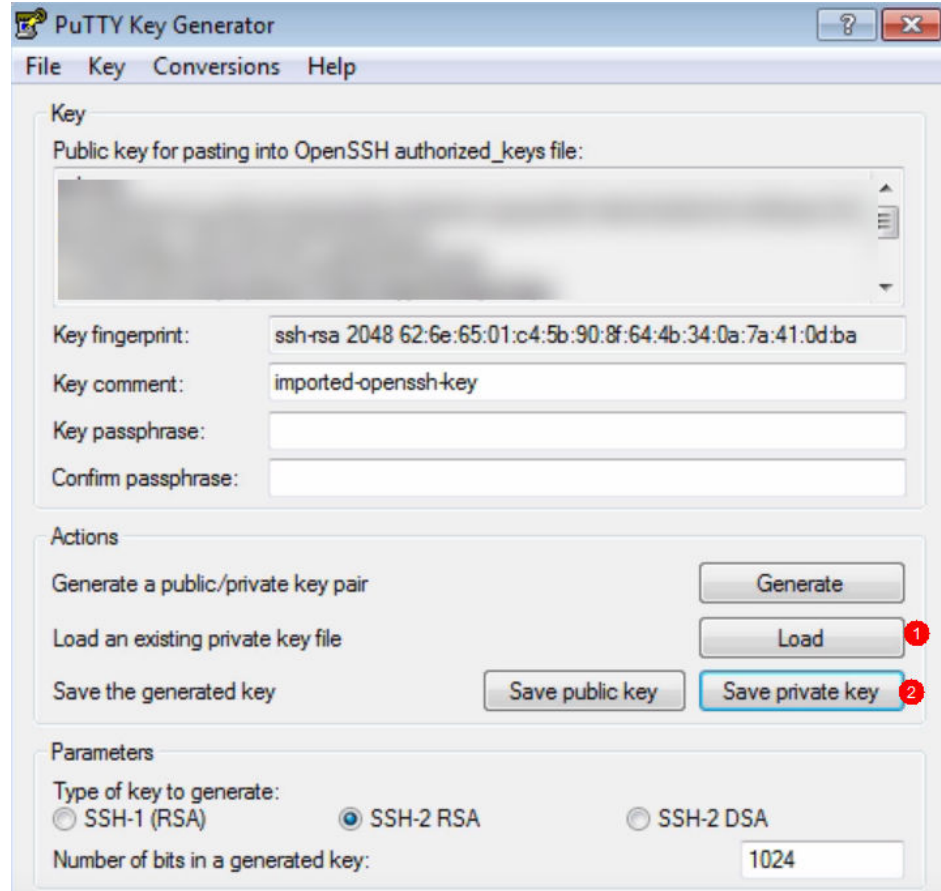 PuTTY Key Generator
File Key Conversions Help
Key
Public key for pasting into OpenSSH authorized_keys file:
Key fingerprint: ssh-rsa 2048 62:6e:65:01:c4:5b:90:8f:64:4b:34:0a:7a:41:0d:ba
Key comment: imported-openssh-key
Key passphrase:
Confirm passphrase:
Actions
Generate a public/private key pair Generate
Load an existing private key file Load 1
Save the generated key Save public key Save private key 2
Parameters
Type of key to generate:
SSH-1 (RSA) SSH-2 RSA SSH-2 DSA
Number of bits in a generated key: 1024